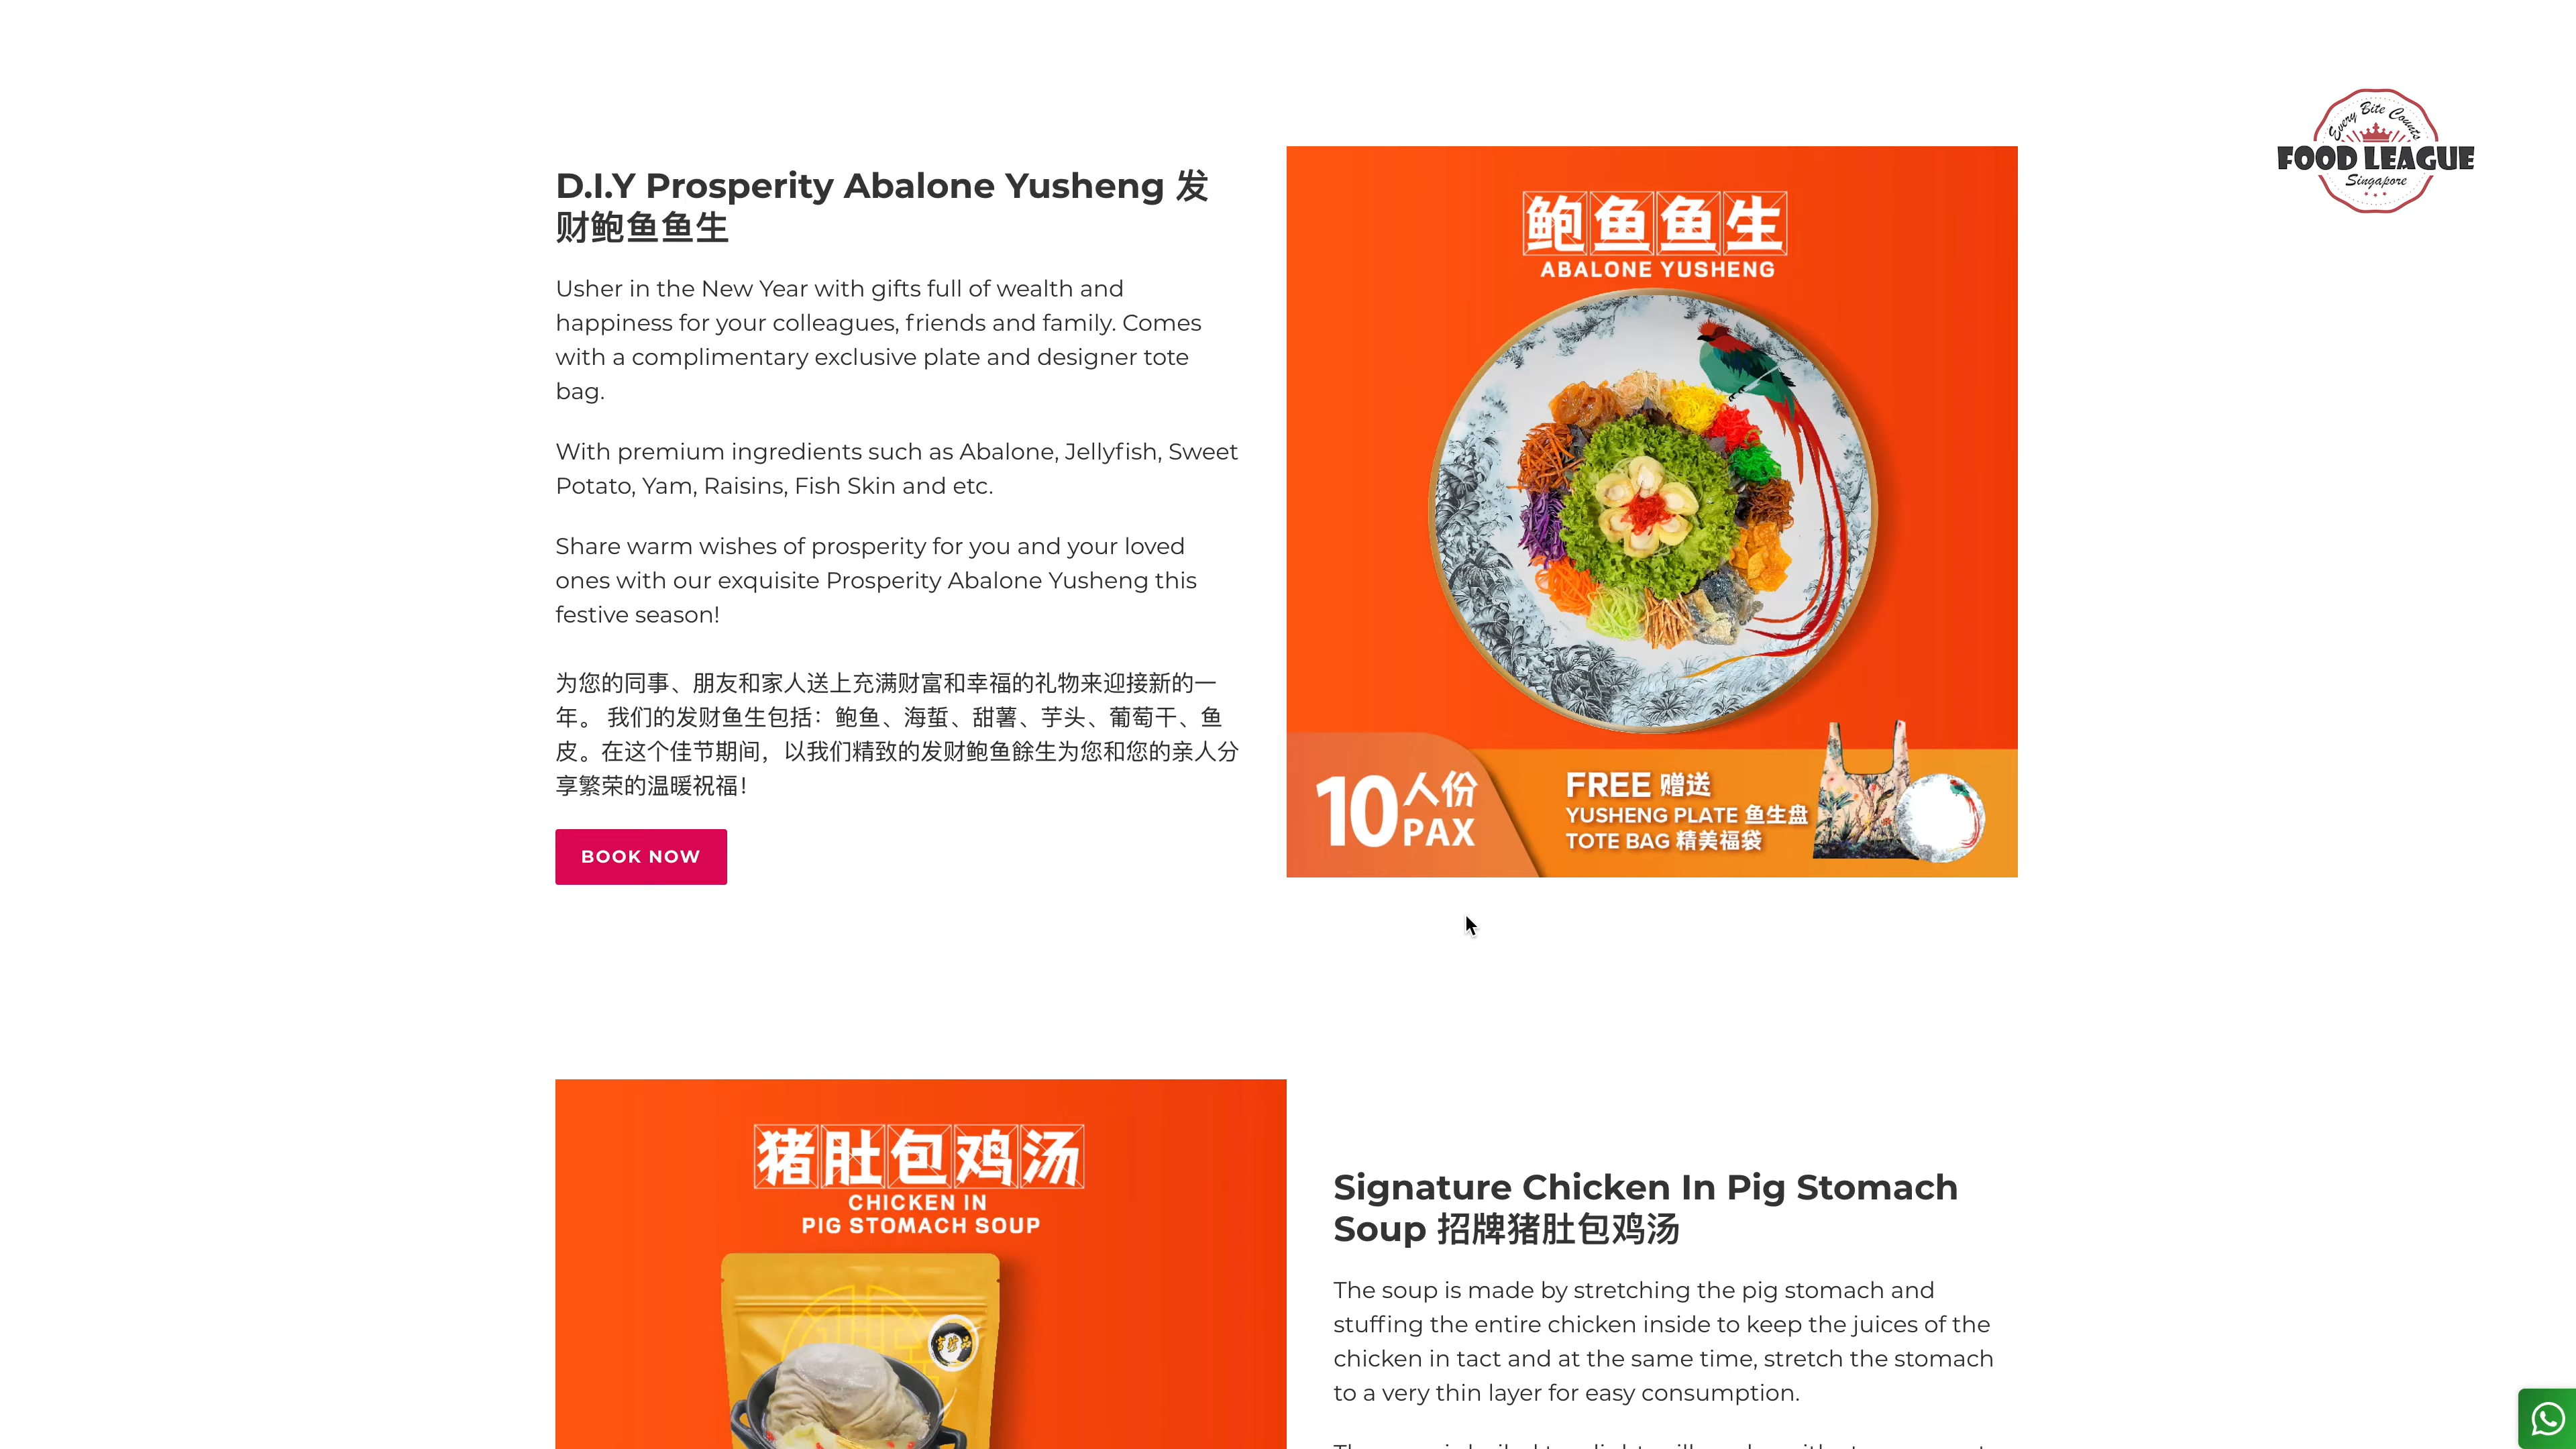 Every Bite Counts
FOOD LEAGUE
Singapore
D.I.Y Prosperity Abalone Yusheng 发
财鲍鱼鱼生
Usher in the New Year with gifts full of wealth and
happiness for your colleagues, friends and family. Comes
with a complimentary exclusive plate and designer tote
bag.
With premium ingredients such as Abalone, Jellyfish, Sweet
Potato, Yam, Raisins, Fish Skin and etc.
Share warm wishes of prosperity for you and your loved
ones with our exquisite Prosperity Abalone Yusheng this
festive season!
为您的同事、朋友和家人送上充满财富和幸福的礼物来迎接新的一
年。 我们的发财鱼生包括：鲍鱼、海蜇、甜薯、芋头、葡萄干、鱼
皮。在这个佳节期间，以我们精致的发财鲍鱼餘生为您和您的亲人分
享繁荣的温暖祝福！
BOOK NOW
鲍鱼鱼生
ABALONE YUSHENG
10人份
PAX
FREE 赠送
YUSHENG PLATE 鱼生盘
TOTE BAG 精美福袋
猪肚包鸡汤
CHICKEN IN
PIG STOMACH SOUP
Signature Chicken In Pig Stomach
Soup 招牌猪肚包鸡汤
The soup is made by stretching the pig stomach and
stuffing the entire chicken inside to keep the juices of the
chicken in tact and at the same time, stretch the stomach
to a very thin layer for easy consumption.